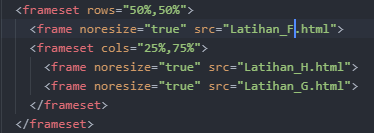 <frameset rows="50%,50%">
<frame noresize="true" src="Latihan_F.html">
<frameset cols="25%,75%">
<frame noresize="true" src="Latihan_H.html">
<frame noresize="true" src="Latihan_G.html">
</frameset>
</frameset>